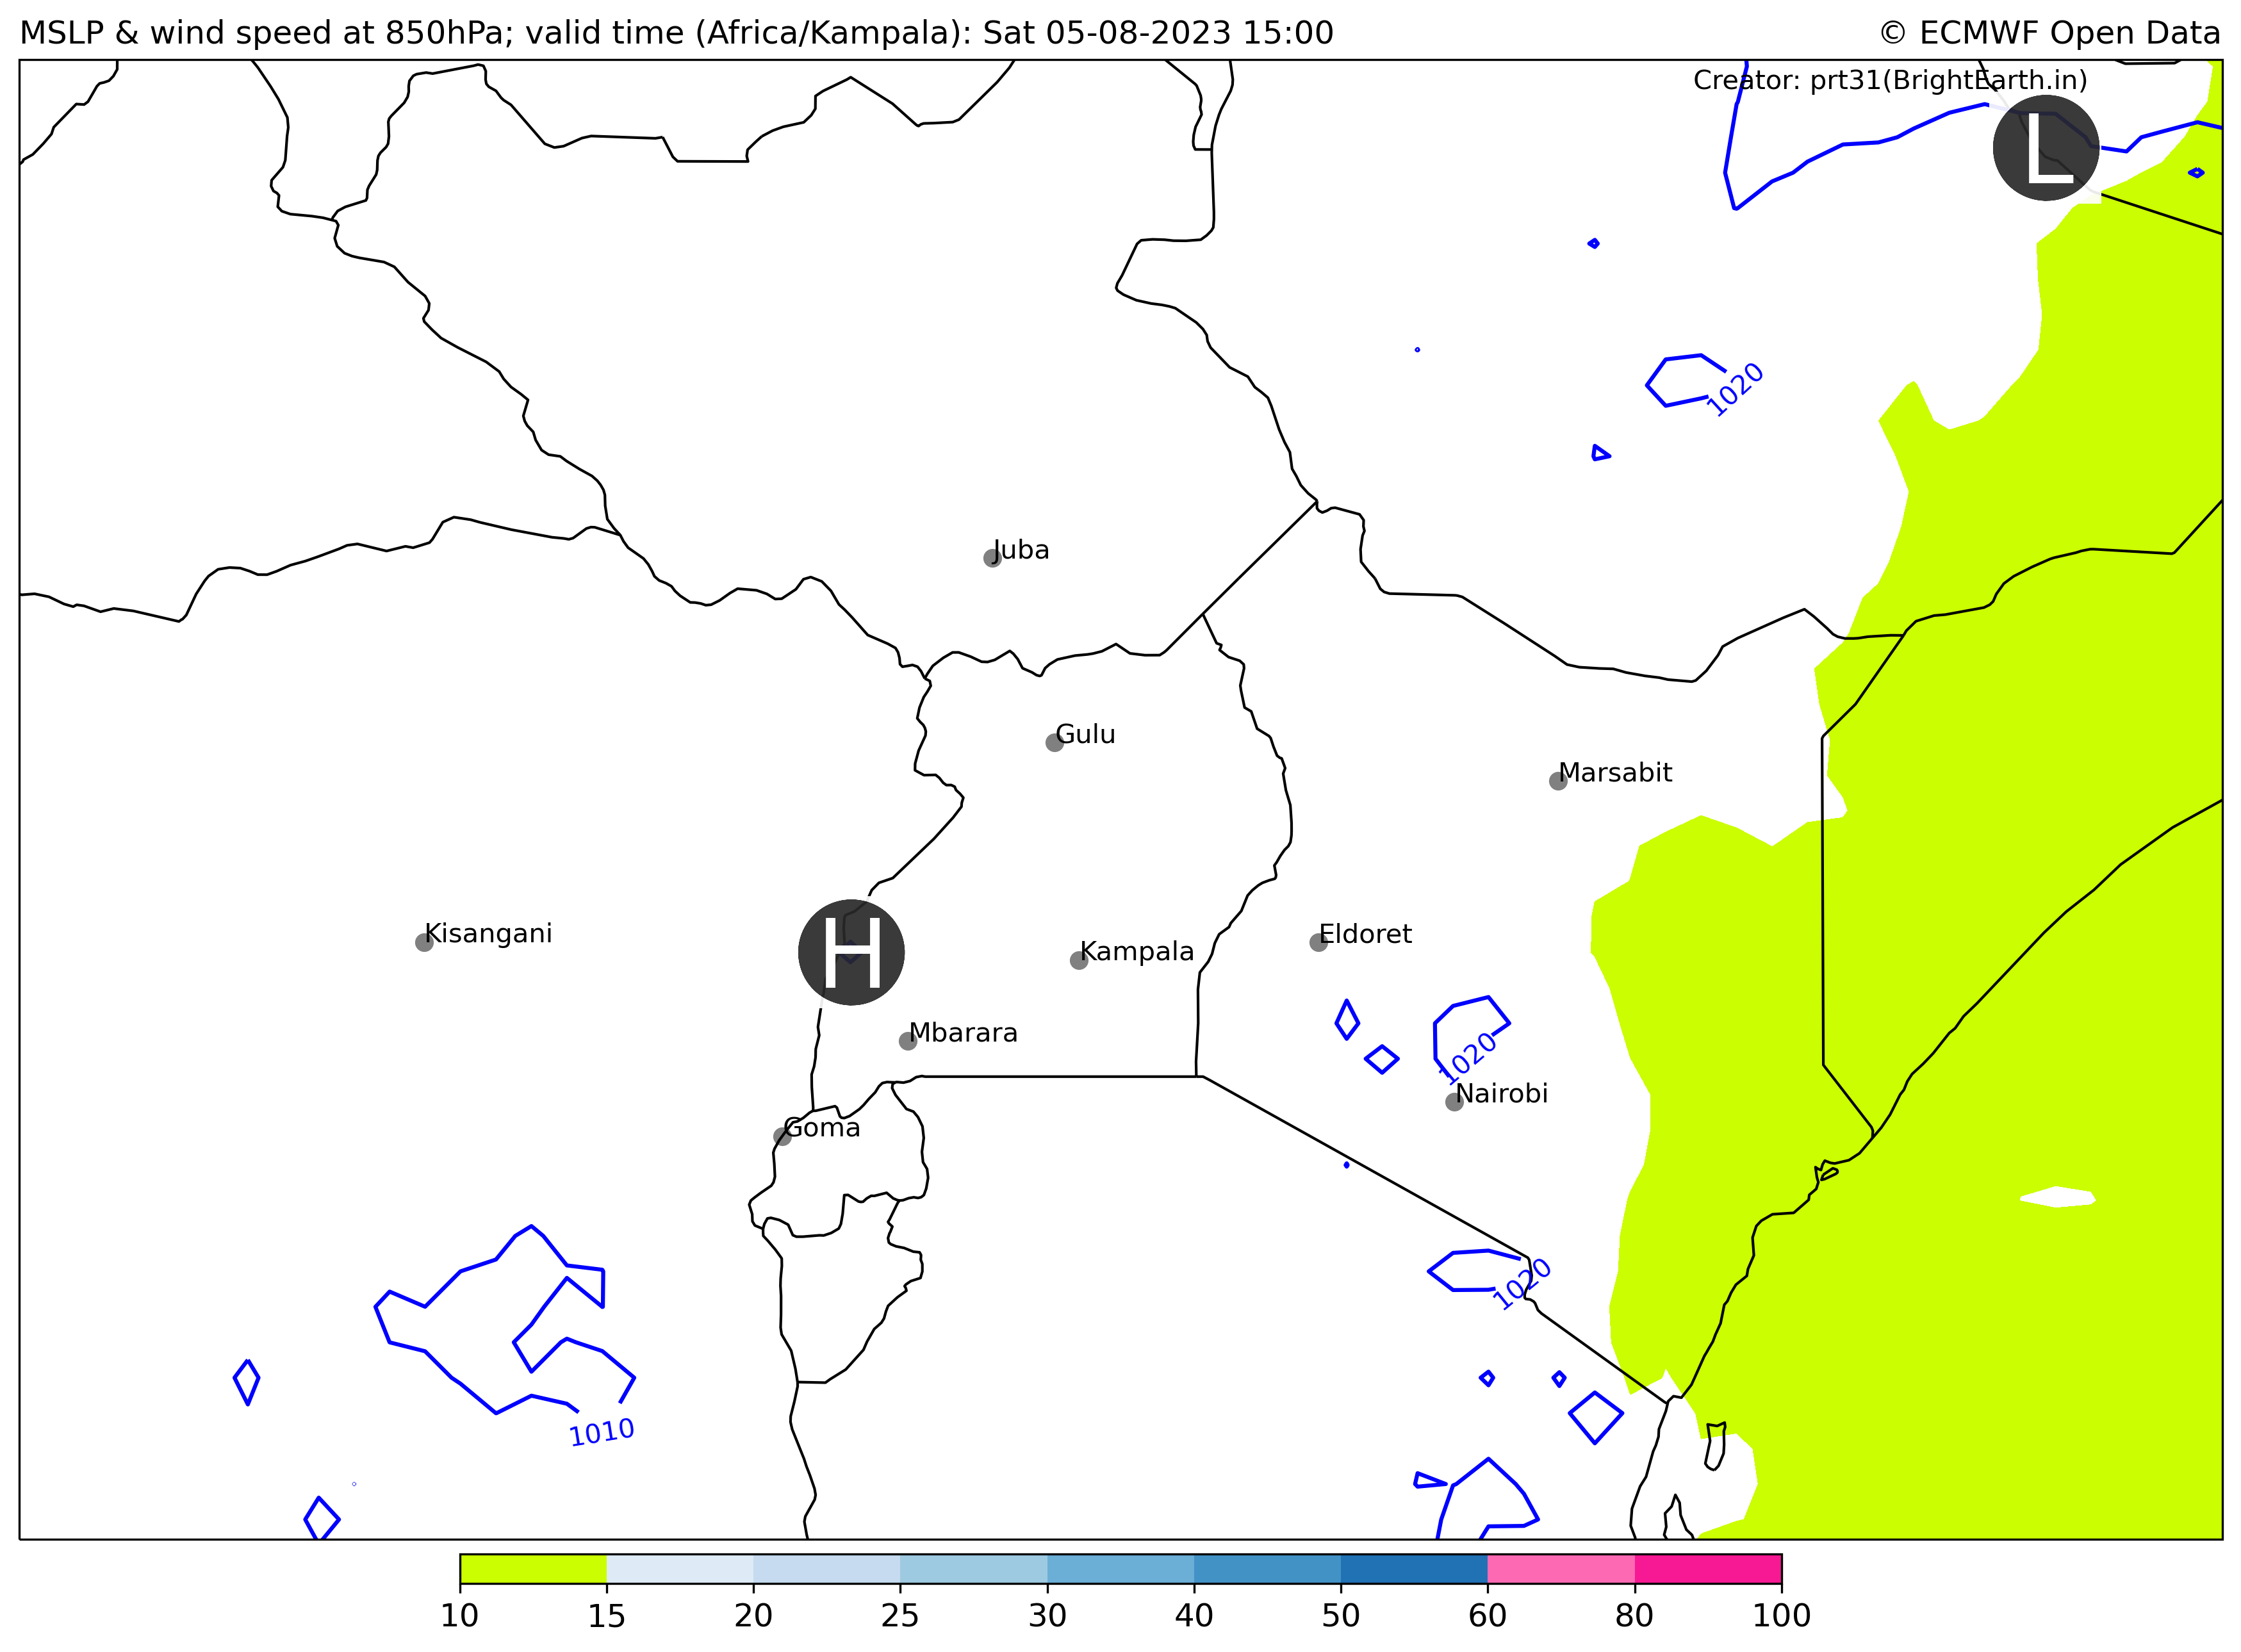 MSLP & wind speed at 850hPa; valid time (Africa/Kampala): Sat 05-08-2023 15:00
© ECMWF Open Data
Creator: prt31(BrightEarth.in)
L
1020
Juba
Gulu
Marsabit
Kisangani
H
Eldoret
Kampala
Mbarara
1020
Nairobi
Goma
1020
1010
10 15 20 25 30 40 50 60 80 100